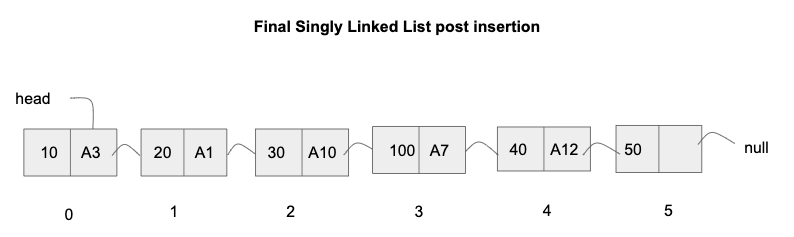 Final Singly Linked List post insertion
head
10 A3 20 A1 30 A10 100 A7 40 A12 50 null
0 1 2 3 4 5